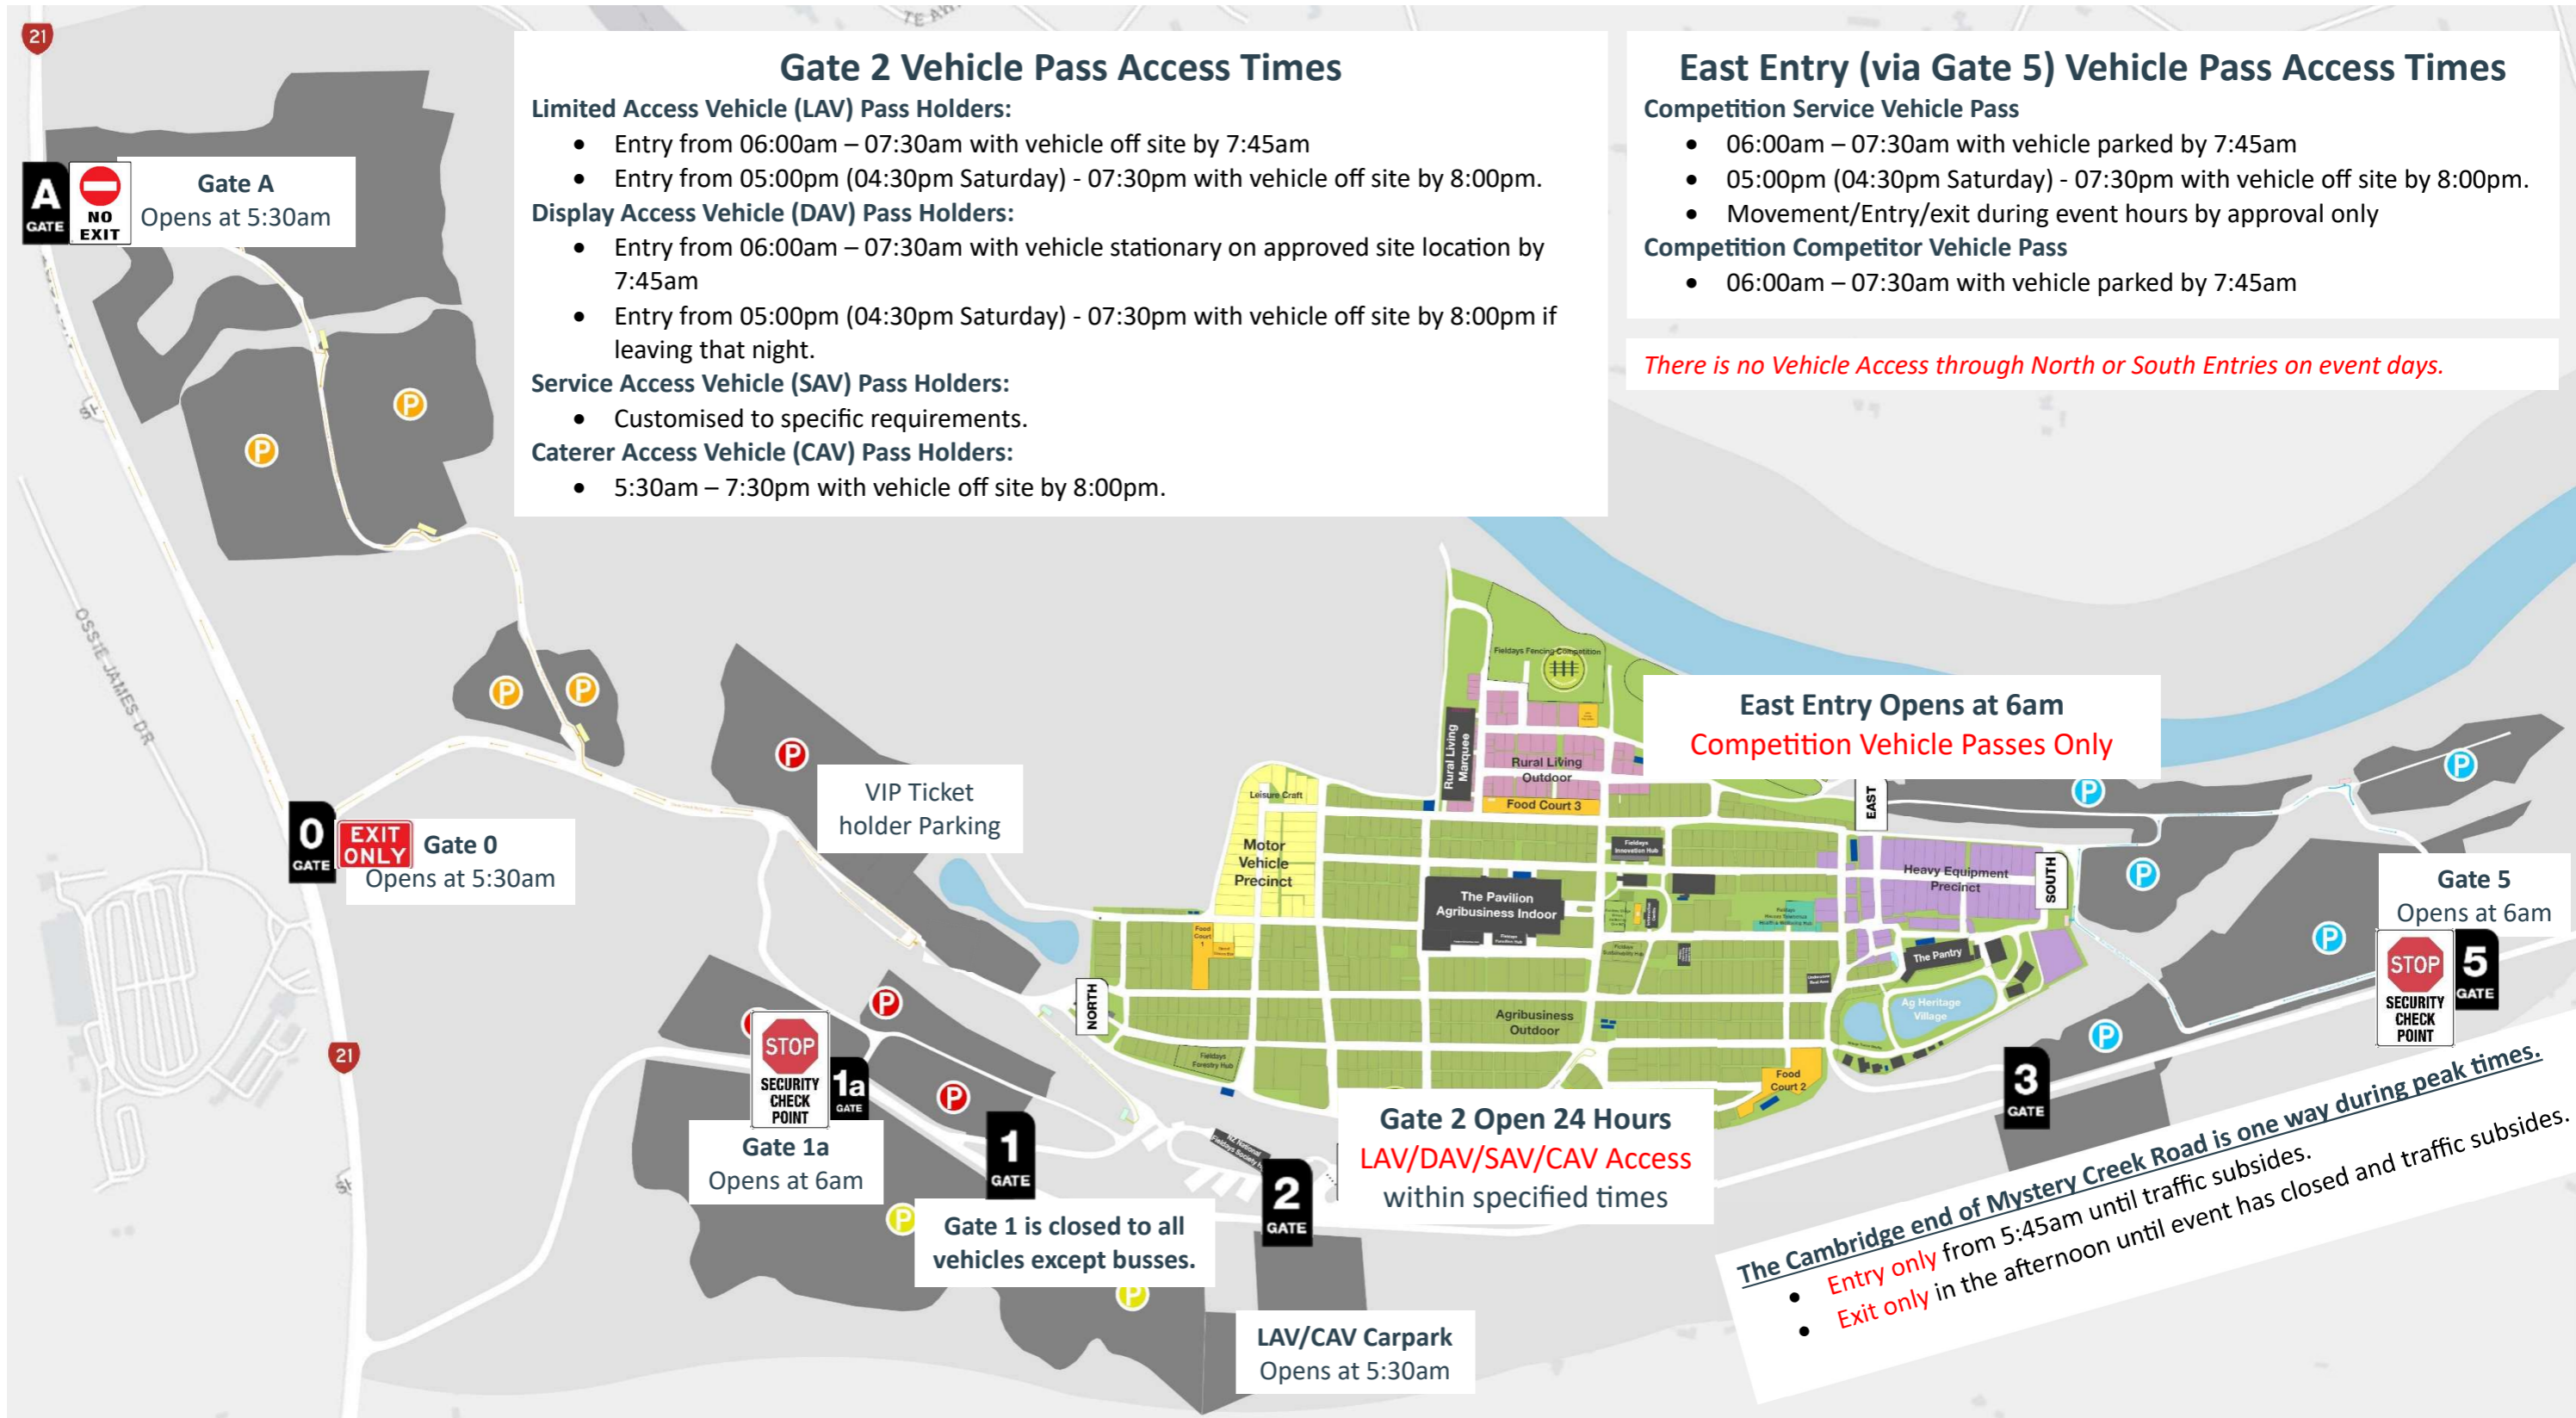 21
Gate 2 Vehicle Pass Access Times
Limited Access Vehicle (LAV) Pass Holders:
• Entry from 06:00am – 07:30am with vehicle off site by 7:45am
• Entry from 05:00pm (04:30pm Saturday) - 07:30pm with vehicle off site by 8:00pm.
Display Access Vehicle (DAV) Pass Holders:
• Entry from 06:00am – 07:30am with vehicle stationary on approved site location by
7:45am
• Entry from 05:00pm (04:30pm Saturday) - 07:30pm with vehicle off site by 8:00pm if
leaving that night.
Service Access Vehicle (SAV) Pass Holders:
• Customised to specific requirements.
Caterer Access Vehicle (CAV) Pass Holders:
• 5:30am – 7:30pm with vehicle off site by 8:00pm.
East Entry (via Gate 5) Vehicle Pass Access Times
Competition Service Vehicle Pass
• 06:00am – 07:30am with vehicle parked by 7:45am
• 05:00pm (04:30pm Saturday) - 07:30pm with vehicle off site by 8:00pm.
• Movement/Entry/exit during event hours by approval only
Competition Competitor Vehicle Pass
• 06:00am – 07:30am with vehicle parked by 7:45am
There is no Vehicle Access through North or South Entries on event days.
A
GATE
NO
EXIT
Gate A
Opens at 5:30am
P
P
OSSIE JAMES DR
P
P
P
VIP Ticket
holder Parking
0
GATE
EXIT
ONLY
Gate 0
Opens at 5:30am
Fieldays Fencing Competition
Rural Living
Marquee
Rural Living
Outdoor
Food Court 3
East Entry Opens at 6am
Competition Vehicle Passes Only
EAST
P
P
P
P
P
Leisure Craft
Motor
Vehicle
Precinct
Fieldays
Innovation Hub
The Pavilion
Agribusiness Indoor
Heavy Equipment
Precinct
SOUTH
Gate 5
Opens at 6am
STOP
SECURITY
CHECK
POINT
5
GATE
Food
Court
1
The Pantry
Ag Heritage
Village
Agribusiness
Outdoor
Fieldays
Forestry Hub
Food
Court 2
NORTH
21
P
P
STOP
SECURITY
CHECK
POINT
1a
GATE
Gate 1a
Opens at 6am
1
GATE
Gate 1 is closed to all
vehicles except busses.
P
P
2
GATE
Gate 2 Open 24 Hours
LAV/DAV/SAV/CAV Access
within specified times
LAV/CAV Carpark
Opens at 5:30am
3
GATE
The Cambridge end of Mystery Creek Road is one way during peak times.
• Entry only from 5:45am until traffic subsides.
• Exit only in the afternoon until event has closed and traffic subsides.